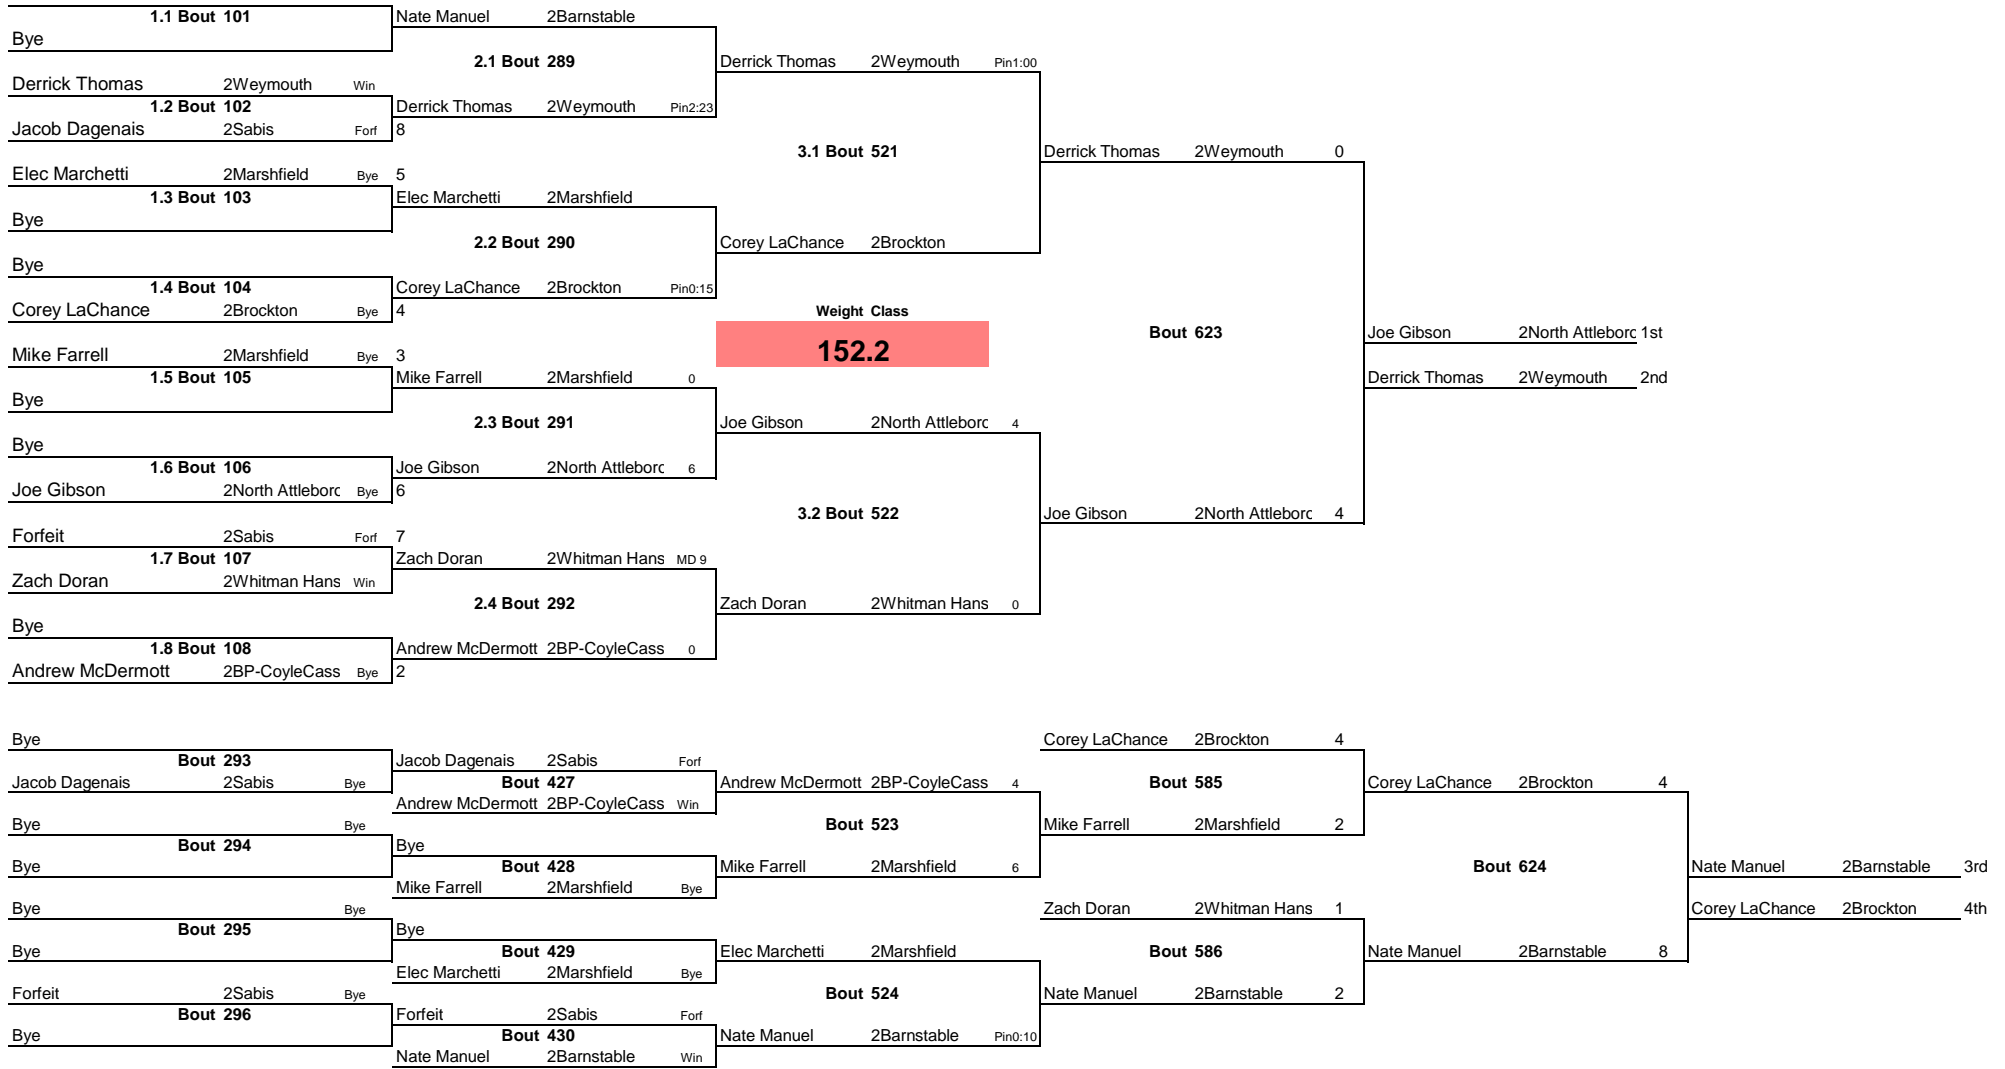 1.1 Bout 101 Nate Manuel 2Barnstable
Bye
2.1 Bout 289 Derrick Thomas 2Weymouth Pin1:00
Derrick Thomas 2Weymouth Win
1.2 Bout 102 Derrick Thomas 2Weymouth Pin2:23
Jacob Dagenais 2Sabis Forf 8
3.1 Bout 521 Derrick Thomas 2Weymouth 0
Elec Marchetti 2Marshfield Bye 5
1.3 Bout 103 Elec Marchetti 2Marshfield
Bye
2.2 Bout 290 Corey LaChance 2Brockton
Bye
1.4 Bout 104 Corey LaChance 2Brockton Pin0:15
Corey LaChance 2Brockton Bye 4 Weight Class
Bout 623 Joe Gibson 2North Attleborc 1st
Mike Farrell 2Marshfield Bye 3 152.2
1.5 Bout 105 Mike Farrell 2Marshfield 0 Derrick Thomas 2Weymouth 2nd
Bye
2.3 Bout 291 Joe Gibson 2North Attleborc 4
Bye
1.6 Bout 106 Joe Gibson 2North Attleborc 6
Joe Gibson 2North Attleborc Bye 6
3.2 Bout 522 Joe Gibson 2North Attleborc 4
Forfeit 2Sabis Forf 7
1.7 Bout 107 Zach Doran 2Whitman Hans MD 9
Zach Doran 2Whitman Hans Win
2.4 Bout 292 Zach Doran 2Whitman Hans 0
Bye
1.8 Bout 108 Andrew McDermott 2BP-CoyleCass 0
Andrew McDermott 2BP-CoyleCass Bye 2
Bye Corey LaChance 2Brockton 4
Bout 293 Jacob Dagenais 2Sabis Forf
Jacob Dagenais 2Sabis Bye Bout 427 Andrew McDermott 2BP-CoyleCass 4 Bout 585 Corey LaChance 2Brockton 4
Andrew McDermott 2BP-CoyleCass Win
Bye Bye Bout 523 Mike Farrell 2Marshfield 2
Bout 294 Bye
Bye Bout 428 Mike Farrell 2Marshfield 6 Bout 624 Nate Manuel 2Barnstable 3rd
Mike Farrell 2Marshfield Bye
Bye Bye Zach Doran 2Whitman Hans 1 Corey LaChance 2Brockton 4th
Bout 295 Bye
Bye Bout 429 Elec Marchetti 2Marshfield Bout 586 Nate Manuel 2Barnstable 8
Elec Marchetti 2Marshfield Bye
Forfeit 2Sabis Bye Bout 524 Nate Manuel 2Barnstable 2
Bout 296 Forfeit 2Sabis Forf
Bye Bout 430 Nate Manuel 2Barnstable Pin0:10
Nate Manuel 2Barnstable Win